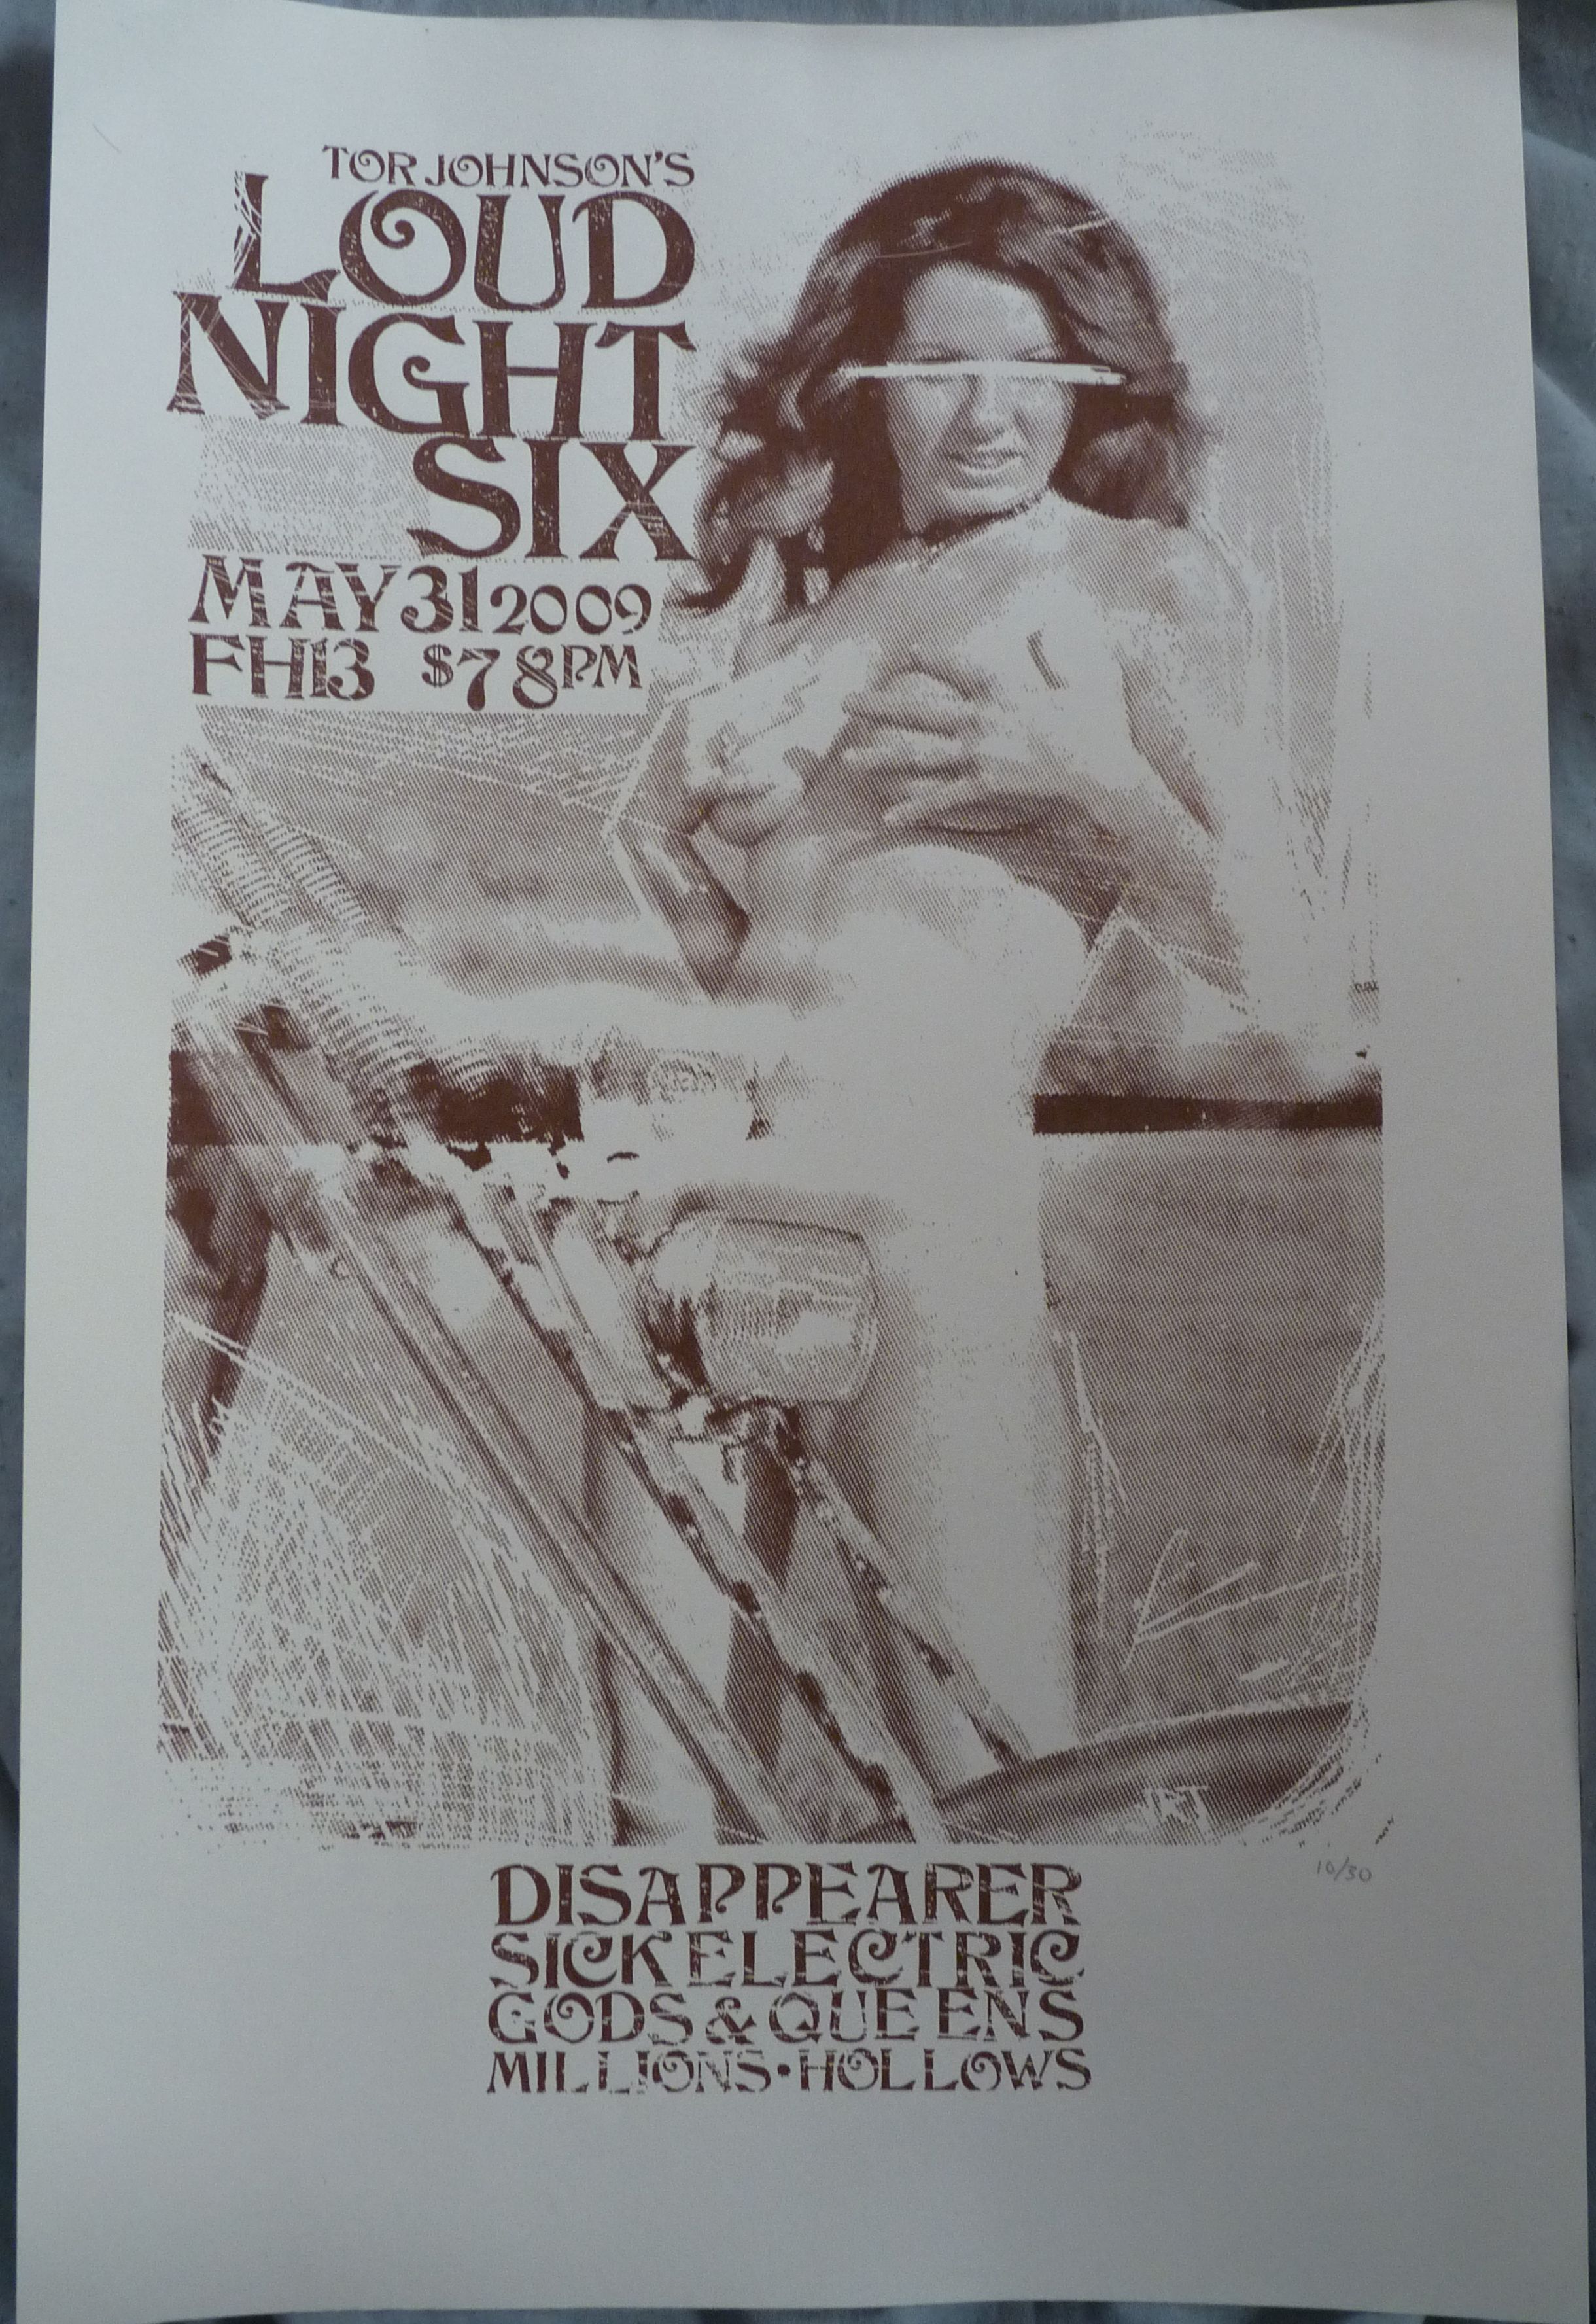 TOR JOHNSON'S
LOUD
NIGHT
SIX
MAY 31 2009
FH13 $7 8PM
10/30
DISAPPEARER
SICK ELECTRIC
GODS & QUEENS
MILLIONS • HOLLOWS